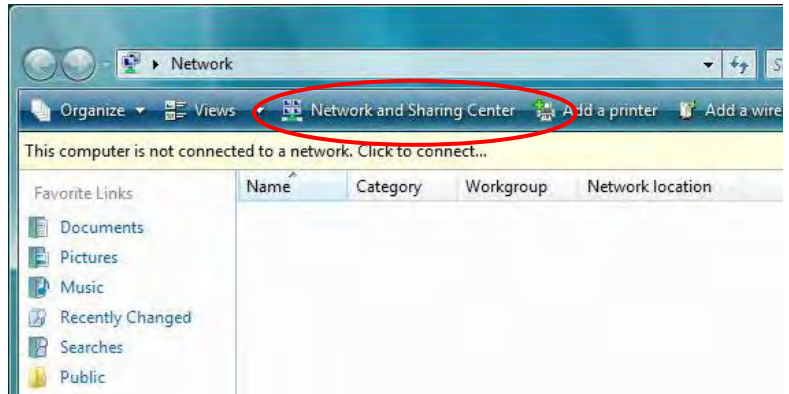 Network
Organize Views Network and Sharing Center Add a printer Add a wire
This computer is not connected to a network. Click to connect...
Favorite Links Name Category Workgroup Network location
Documents
Pictures
Music
Recently Changed
Searches
Public